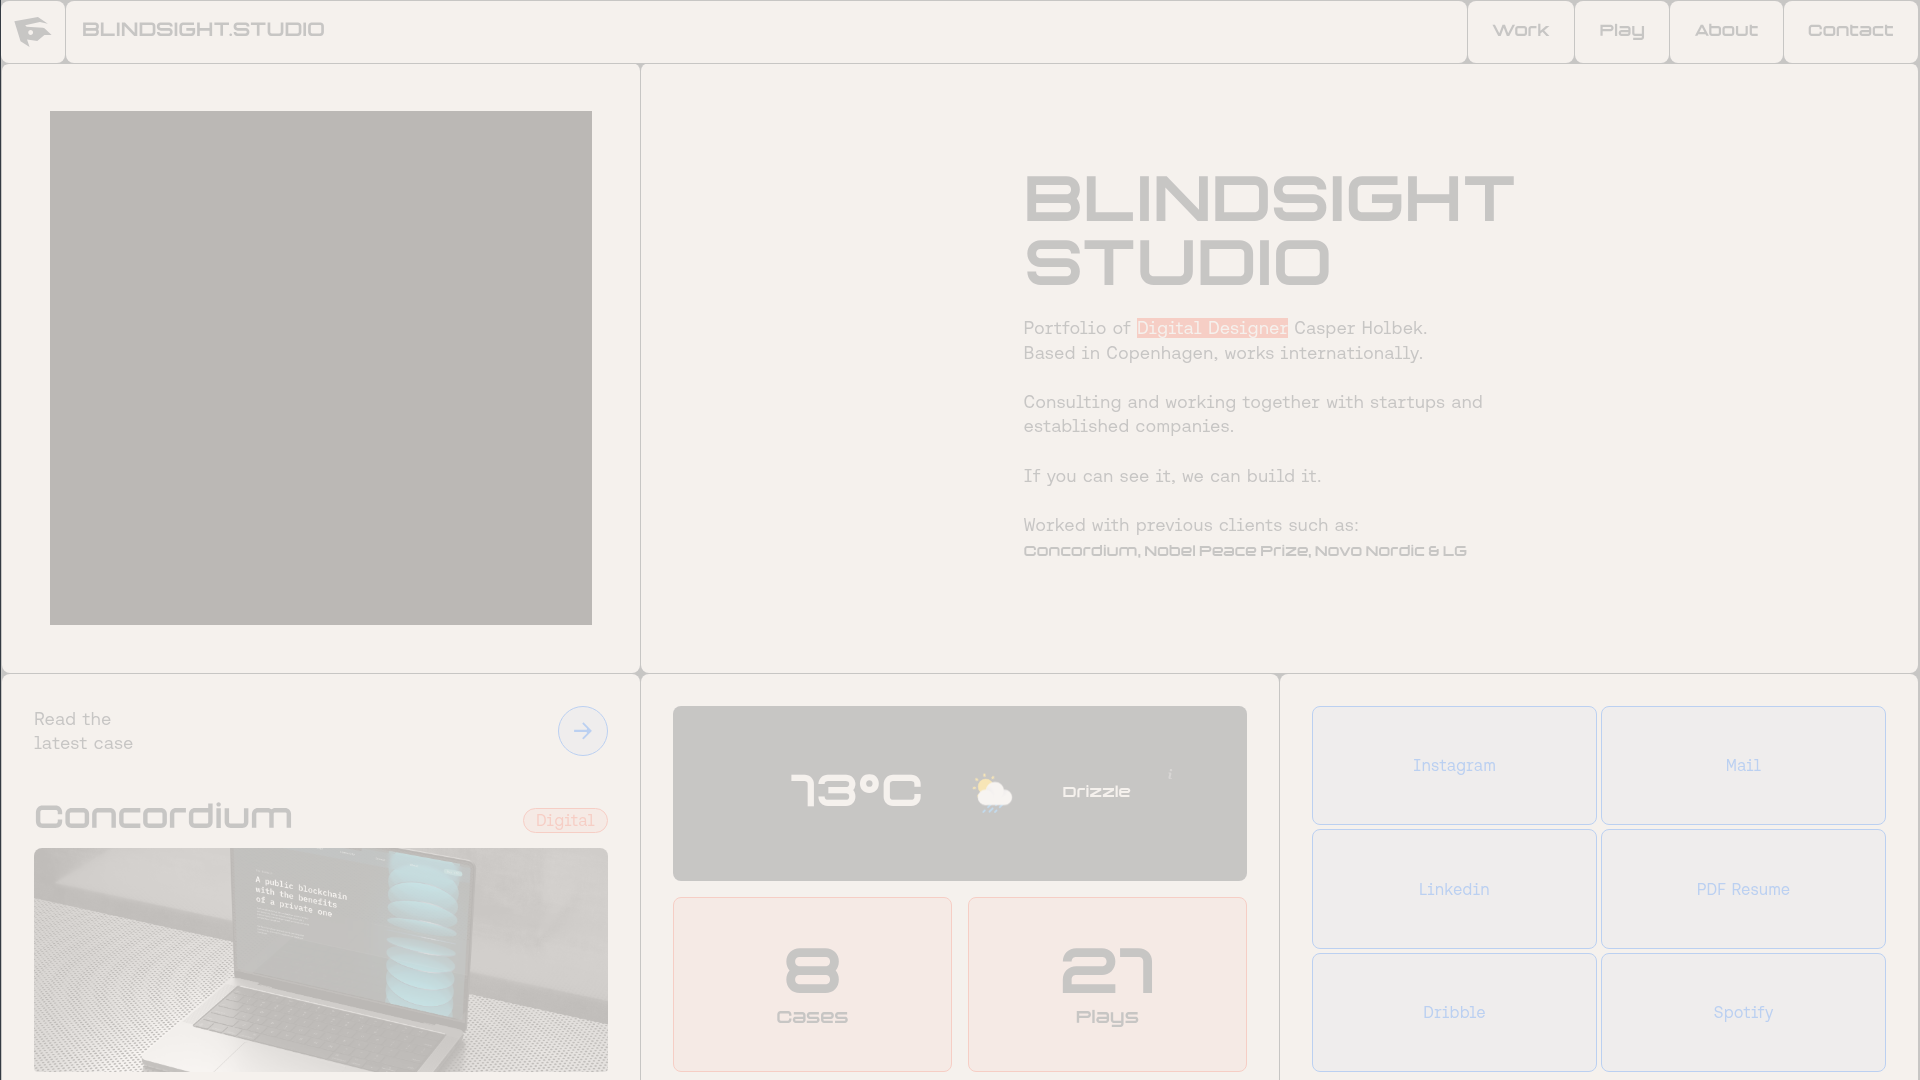 BLINDSIGHT.STUDIO
Work
Play
About
Contact
BLINDSIGHT
STUDIO
Portfolio of Digital Designer Casper Holbek.
Based in Copenhagen, works internationally.
Consulting and working together with startups and
established companies.
If you can see it, we can build it.
Worked with previous clients such as:
Concordium, Nobel Peace Prize, Novo Nordic & LG
Read the
latest case
Concordium
Digital
A public blockchain
with the benefits
of a private one
13°C
Drizzle
i
8
Cases
21
Plays
Instagram
Mail
Linkedin
PDF Resume
Dribble
Spotify